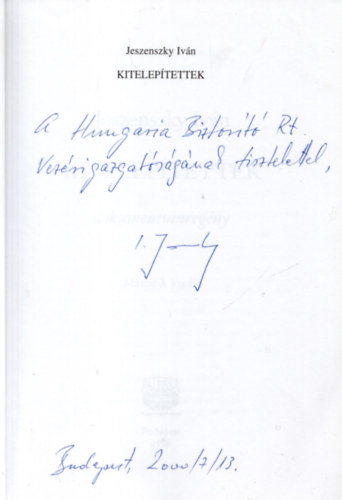 Jeszenszky Iván
KITELEPÍTETTEK
A Hungaria Biztosító Rt.
Vezérigazgatóságának tisztelettel,
Budapest, 2000/7/13.